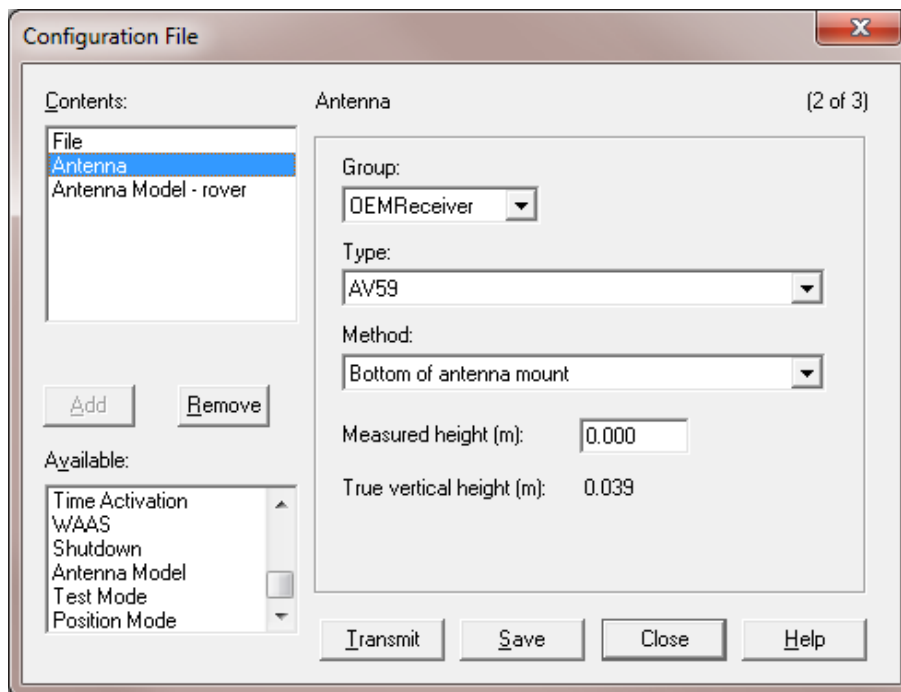 Configuration File
Contents:
File
Antenna
Antenna Model - rover
Add
Remove
Available:
Time Activation
WAAS
Shutdown
Antenna Model
Test Mode
Position Mode
Antenna
(2 of 3)
Group:
OEMReceiver
Type:
AV59
Method:
Bottom of antenna mount
Measured height (m): 0.000
True vertical height (m): 0.039
Transmit
Save
Close
Help